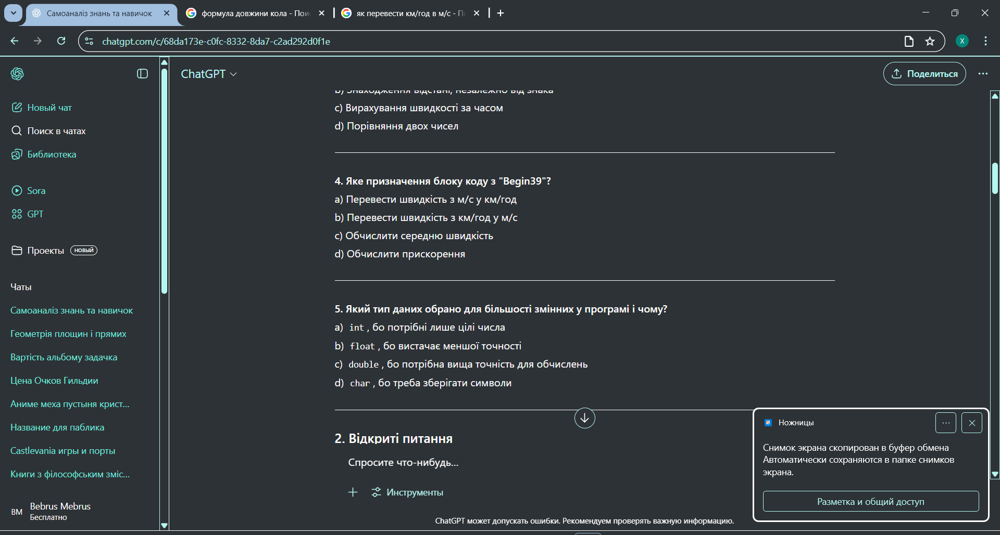 Самоаналіз знань та навичок
формула довжини кола - Пои
як перевести км/год в м/с - По
chatgpt.com/c/68da173e-c0fc-8332-8da7-c2ad292d0f1e
X
ChatGPT
Поделиться
Новый чат
Поиск в чатах
Библиотека
Sora
GPT
Проекты
новый
Чаты
Самоаналіз знань та навичок
Геометрія площин і прямих
Вартість альбому задачка
Цена Очков Гильдии
Аниме меха пустыня крист...
Название для паблика
Castlevania игры и порты
Книги з філософським зміс...
BM
Bebrus Mebrus
Бесплатно
b) Знаходження відстані, незалежно від знака
c) Вирахування швидкості за часом
d) Порівняння двох чисел
4. Яке призначення блоку коду з "Begin39"?
a) Перевести швидкість з м/с у км/год
b) Перевести швидкість з км/год у м/с
c) Обчислити середню швидкість
d) Обчислити прискорення
5. Який тип даних обрано для більшості змінних у програмі і чому?
a) int , бо потрібні лише цілі числа
b) float , бо вистачає меншої точності
c) double , бо потрібна вища точність для обчислень
d) char , бо треба зберігати символи
2. Відкриті питання
Спросите что-нибудь...
Инструменты
ChatGPT может допускать ошибки. Рекомендуем проверять важную информацию.
Ножницы
Снимок экрана скопирован в буфер обмена
Автоматически сохраняются в папке снимков
экрана.
Разметка и общий доступ